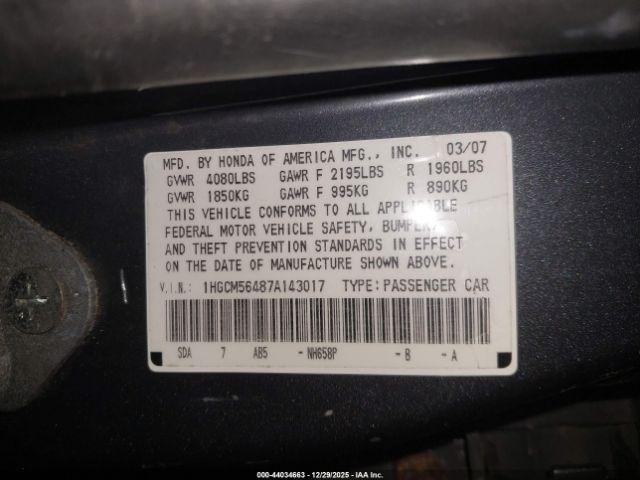 MFD. BY HONDA OF AMERICA MFG., INC. 03/07
GVWR 4080LBS GAWR F 2195LBS R 1960LBS
GVWR 1850KG GAWR F 995KG R 890KG
THIS VEHICLE CONFORMS TO ALL APPLICABLE
FEDERAL MOTOR VEHICLE SAFETY, BUMPER,
AND THEFT PREVENTION STANDARDS IN EFFECT
ON THE DATE OF MANUFACTURE SHOWN ABOVE.
V.I.N.: 1HGCM56487A143017 TYPE: PASSENGER CAR
SDA 7 AB5 -NH658P -B -A
000-44034663 - 12/29/2025 - IAA Inc.